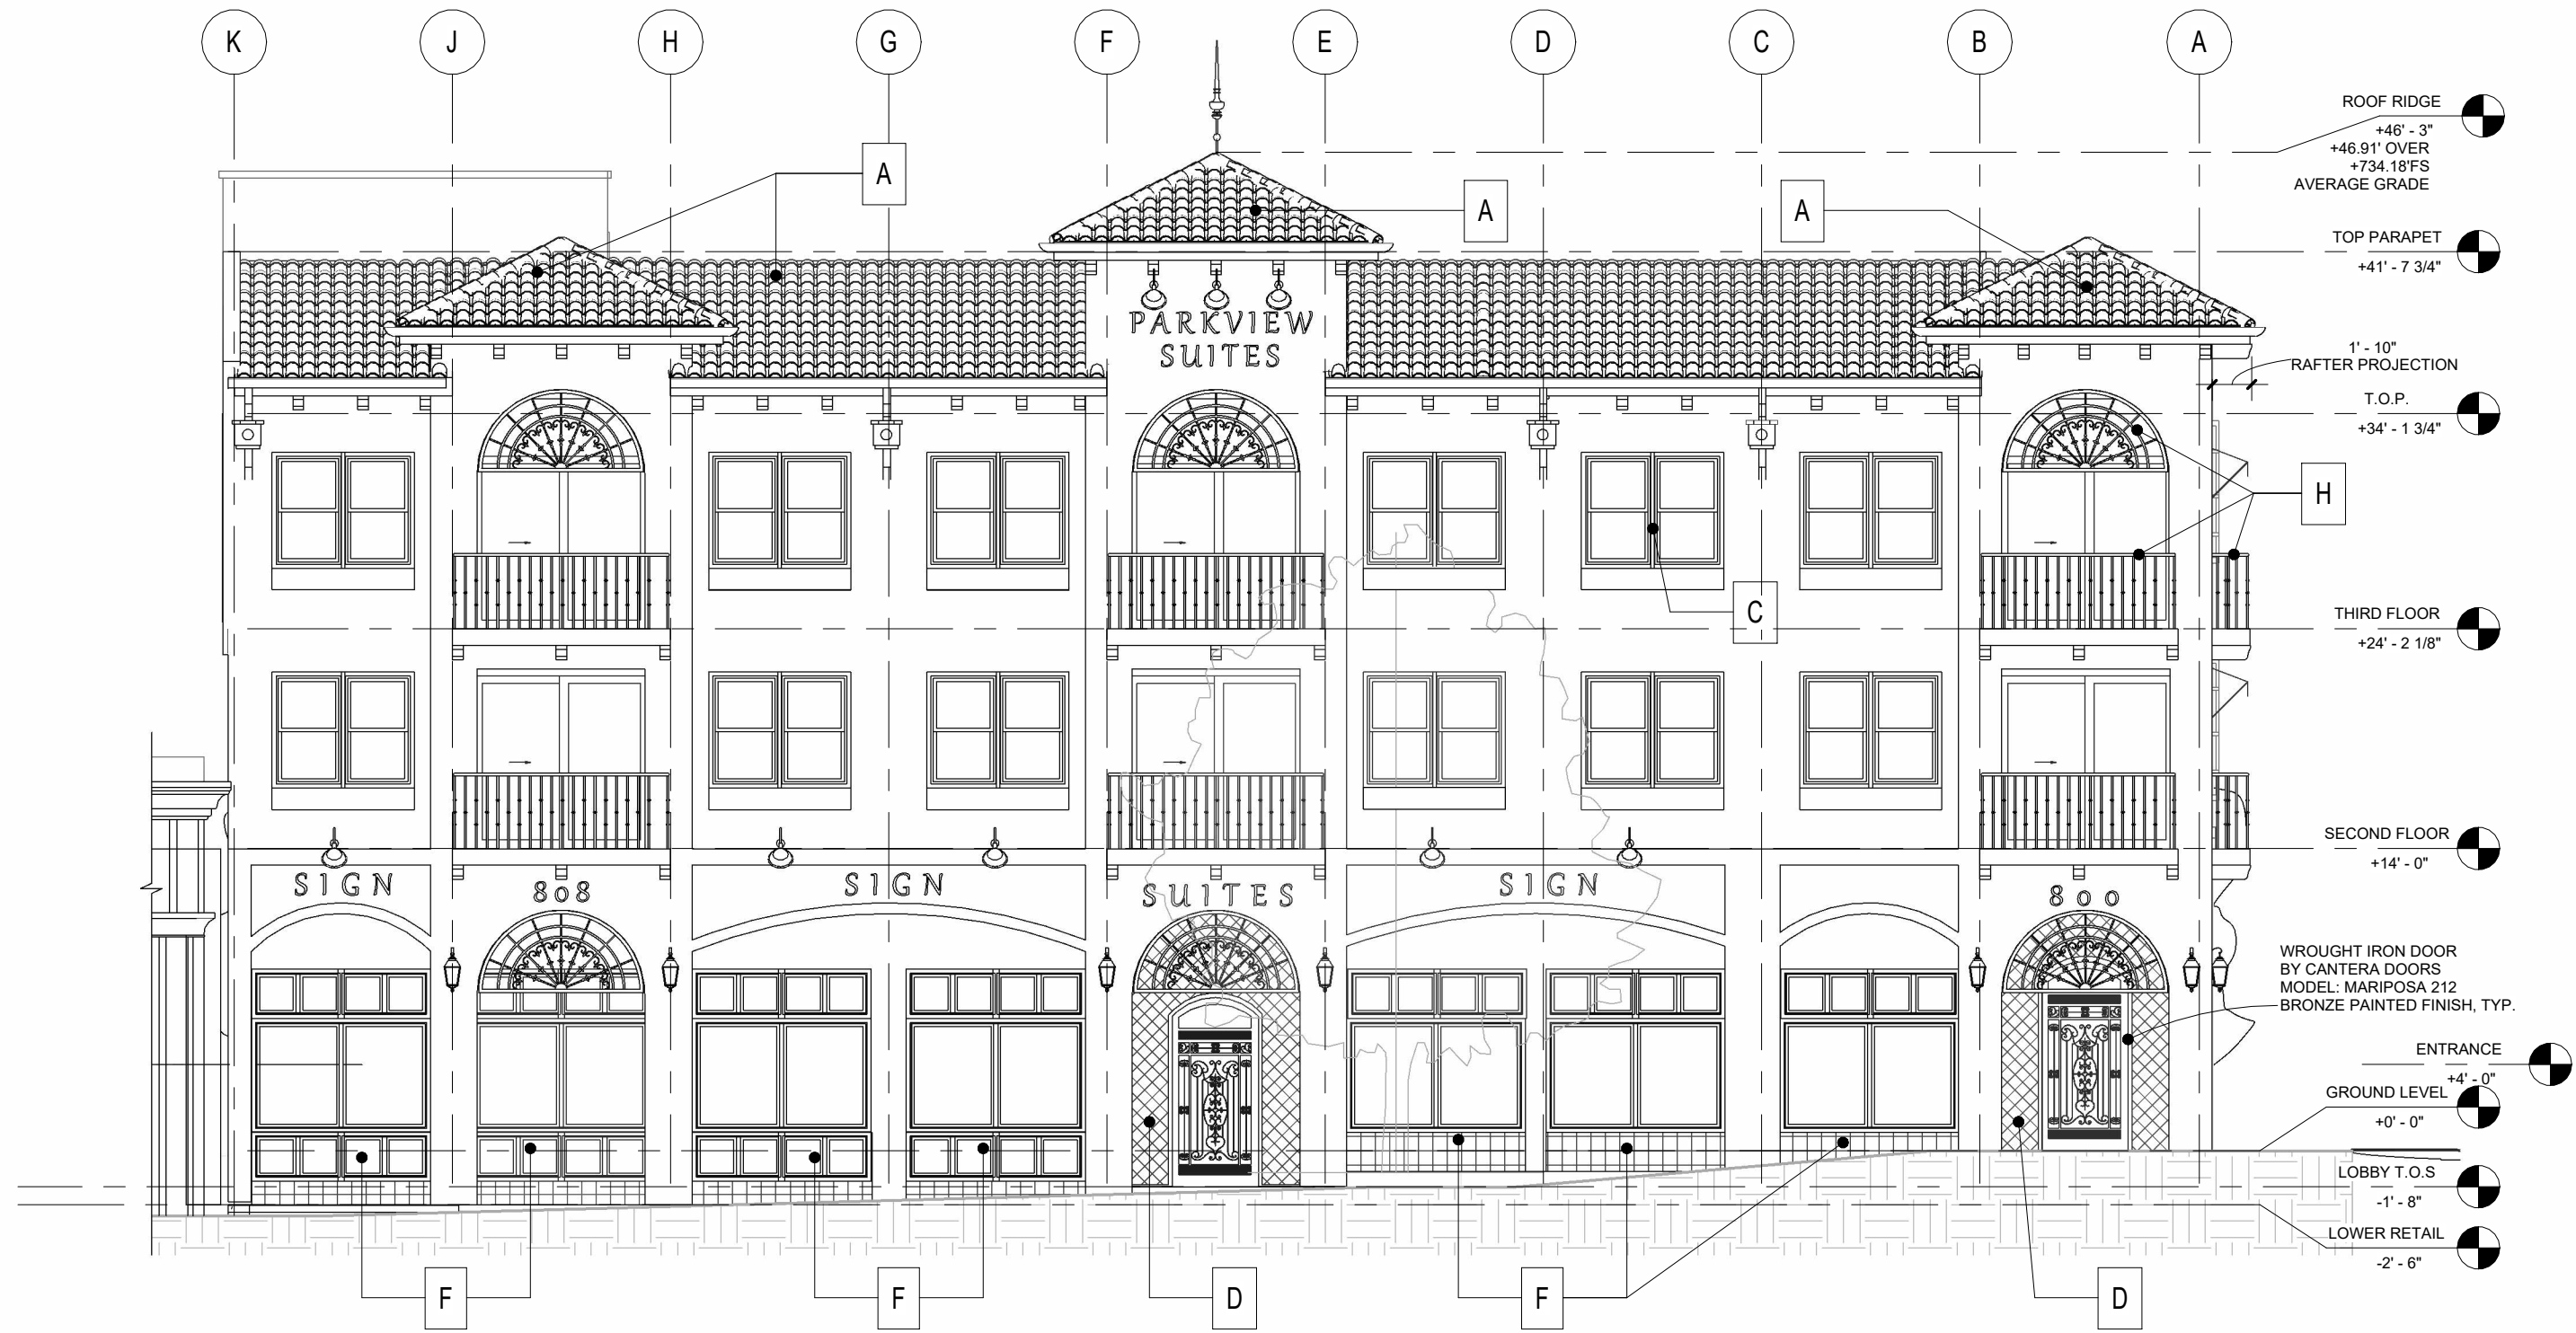 K J H G F E D C B A
ROOF RIDGE
+46' - 3"
+46.91' OVER
+734.18'FS
AVERAGE GRADE
A
A
A
TOP PARAPET
+41' - 7 3/4"
PARKVIEW
SUITES
1' - 10"
RAFTER PROJECTION
T.O.P.
+34' - 1 3/4"
H
C
THIRD FLOOR
+24' - 2 1/8"
SECOND FLOOR
+14' - 0"
SIGN
808
SIGN
SUITES
SIGN
800
WROUGHT IRON DOOR
BY CANTERA DOORS
MODEL: MARIPOSA 212
BRONZE PAINTED FINISH, TYP.
ENTRANCE
+4' - 0"
GROUND LEVEL
+0' - 0"
LOBBY T.O.S
-1' - 8"
LOWER RETAIL
-2' - 6"
F
F
D
F
D